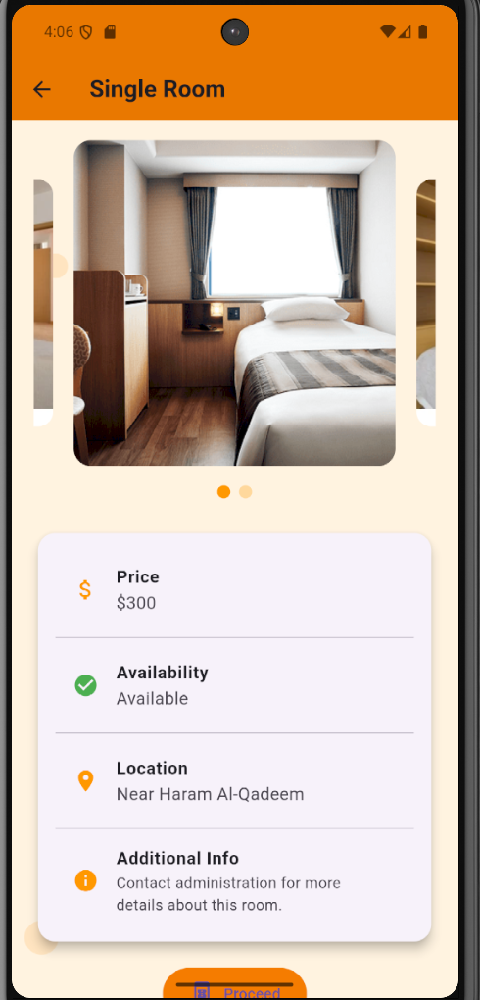 4:06
Single Room
Price
$300
Availability
Available
Location
Near Haram Al-Qadeem
Additional Info
Contact administration for more
details about this room.
Proceed